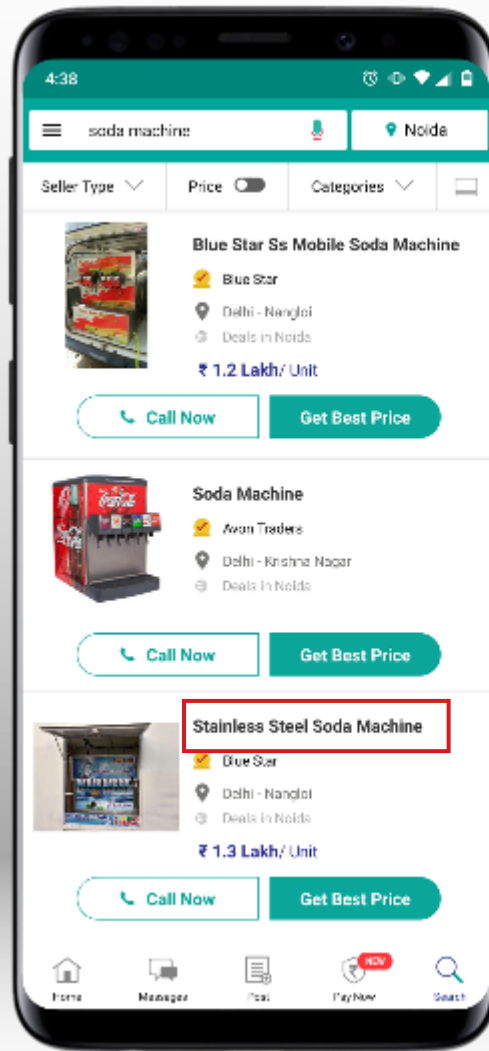 4:38
soda machine
Noida
Seller Type
Price
Categories
Blue Star Ss Mobile Soda Machine
Blue Star
Delhi - Nangloi
Deals in Noida
₹ 1.2 Lakh/ Unit
Call Now
Get Best Price
Coca-Cola
Soda Machine
Avon Traders
Delhi - Krishna Nagar
Deals in Noida
Call Now
Get Best Price
Stainless Steel Soda Machine
Blue Star
Delhi - Nangloi
Deals in Noida
₹ 1.3 Lakh/ Unit
Call Now
Get Best Price
NEW
Home
Messages
Post
Pay Now
Search